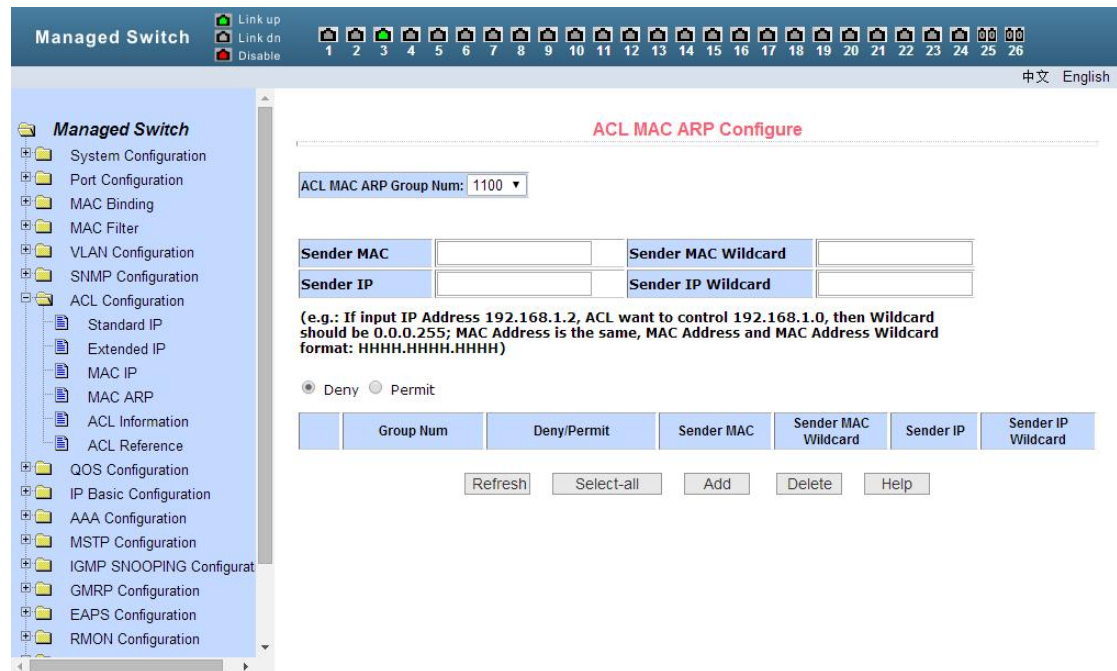 Managed Switch
Link up
Link dn
Disable
1 2 3 4 5 6 7 8 9 10 11 12 13 14 15 16 17 18 19 20 21 22 23 24 25 26
中文 English
Managed Switch
System Configuration
Port Configuration
MAC Binding
MAC Filter
VLAN Configuration
SNMP Configuration
ACL Configuration
Standard IP
Extended IP
MAC IP
MAC ARP
ACL Information
ACL Reference
QOS Configuration
IP Basic Configuration
AAA Configuration
MSTP Configuration
IGMP SNOOPING Configurat
GMRP Configuration
EAPS Configuration
RMON Configuration
ACL MAC ARP Configure
ACL MAC ARP Group Num: 1100
Sender MAC Sender MAC Wildcard
Sender IP Sender IP Wildcard
(e.g.: If input IP Address 192.168.1.2, ACL want to control 192.168.1.0, then Wildcard
should be 0.0.0.255; MAC Address is the same, MAC Address and MAC Address Wildcard
format: HHHH.HHHH.HHHH)
Deny Permit
Group Num Deny/Permit Sender MAC Sender MAC Wildcard Sender IP Sender IP Wildcard
Refresh Select-all Add Delete Help